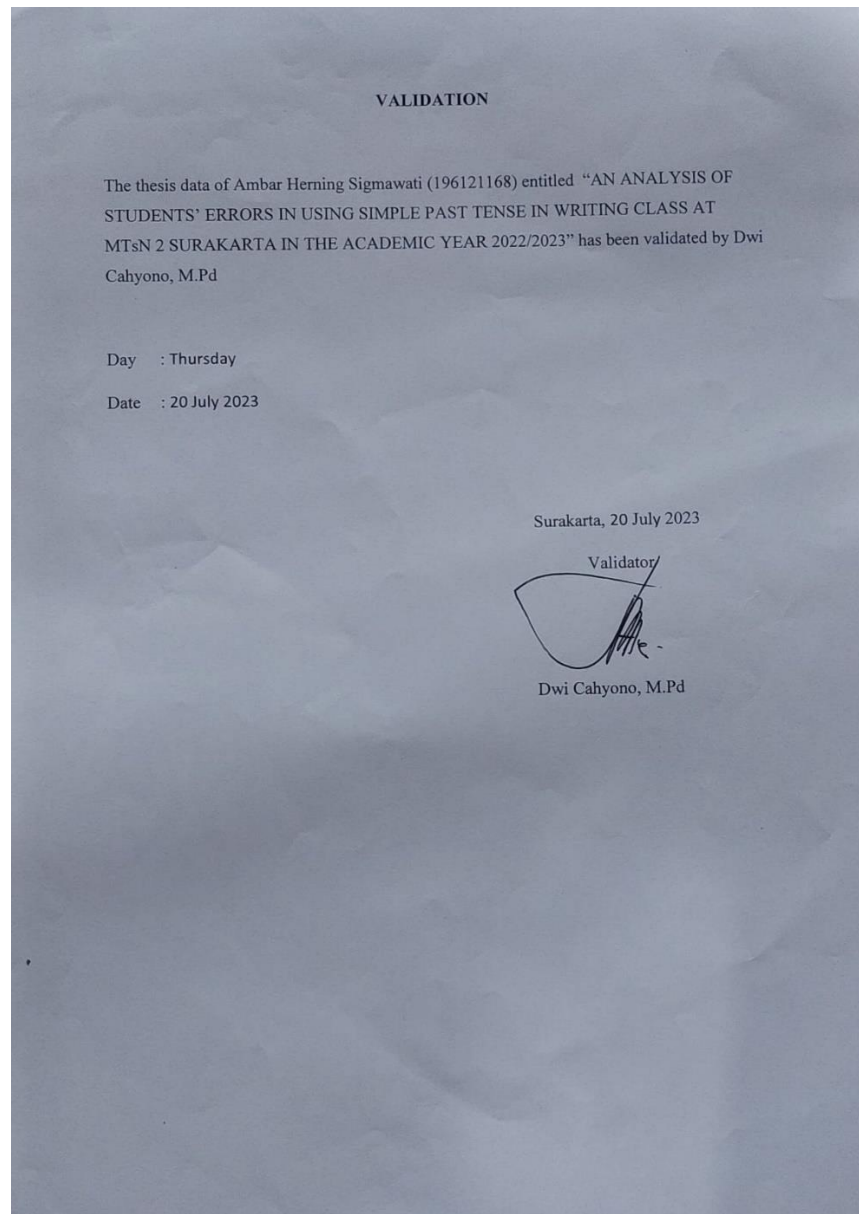 VALIDATION
The thesis data of Ambar Herning Sigmawati (196121168) entitled “AN ANALYSIS OF
STUDENTS’ ERRORS IN USING SIMPLE PAST TENSE IN WRITING CLASS AT
MTsN 2 SURAKARTA IN THE ACADEMIC YEAR 2022/2023” has been validated by Dwi
Cahyono, M.Pd
Day : Thursday
Date : 20 July 2023
Surakarta, 20 July 2023
Validator
Dwi Cahyono, M.Pd